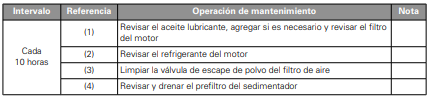 Intervalo Referencia Operación de mantenimiento Nota
Cada
10 horas
(1) Revisar el aceite lubricante, agregar si es necesario y revisar el filtro
del motor
(2) Revisar el refrigerante del motor
(3) Limpiar la válvula de escape de polvo del filtro de aire
(4) Revisar y drenar el prefiltro del sedimentador